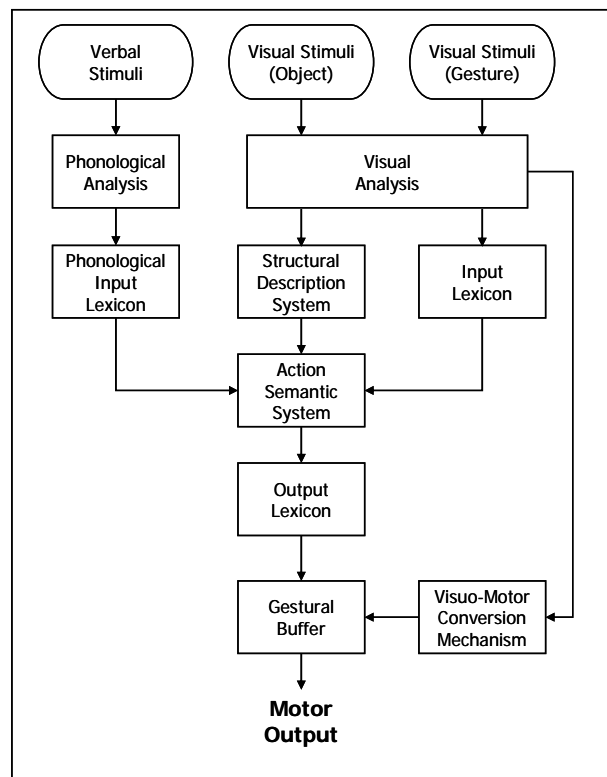 Verbal
Stimuli
Visual Stimuli
(Object)
Visual Stimuli
(Gesture)
Phonological
Analysis
Visual
Analysis
Phonological
Input
Lexicon
Structural
Description
System
Input
Lexicon
Action
Semantic
System
Output
Lexicon
Gestural
Buffer
Visuo-Motor
Conversion
Mechanism
Motor
Output